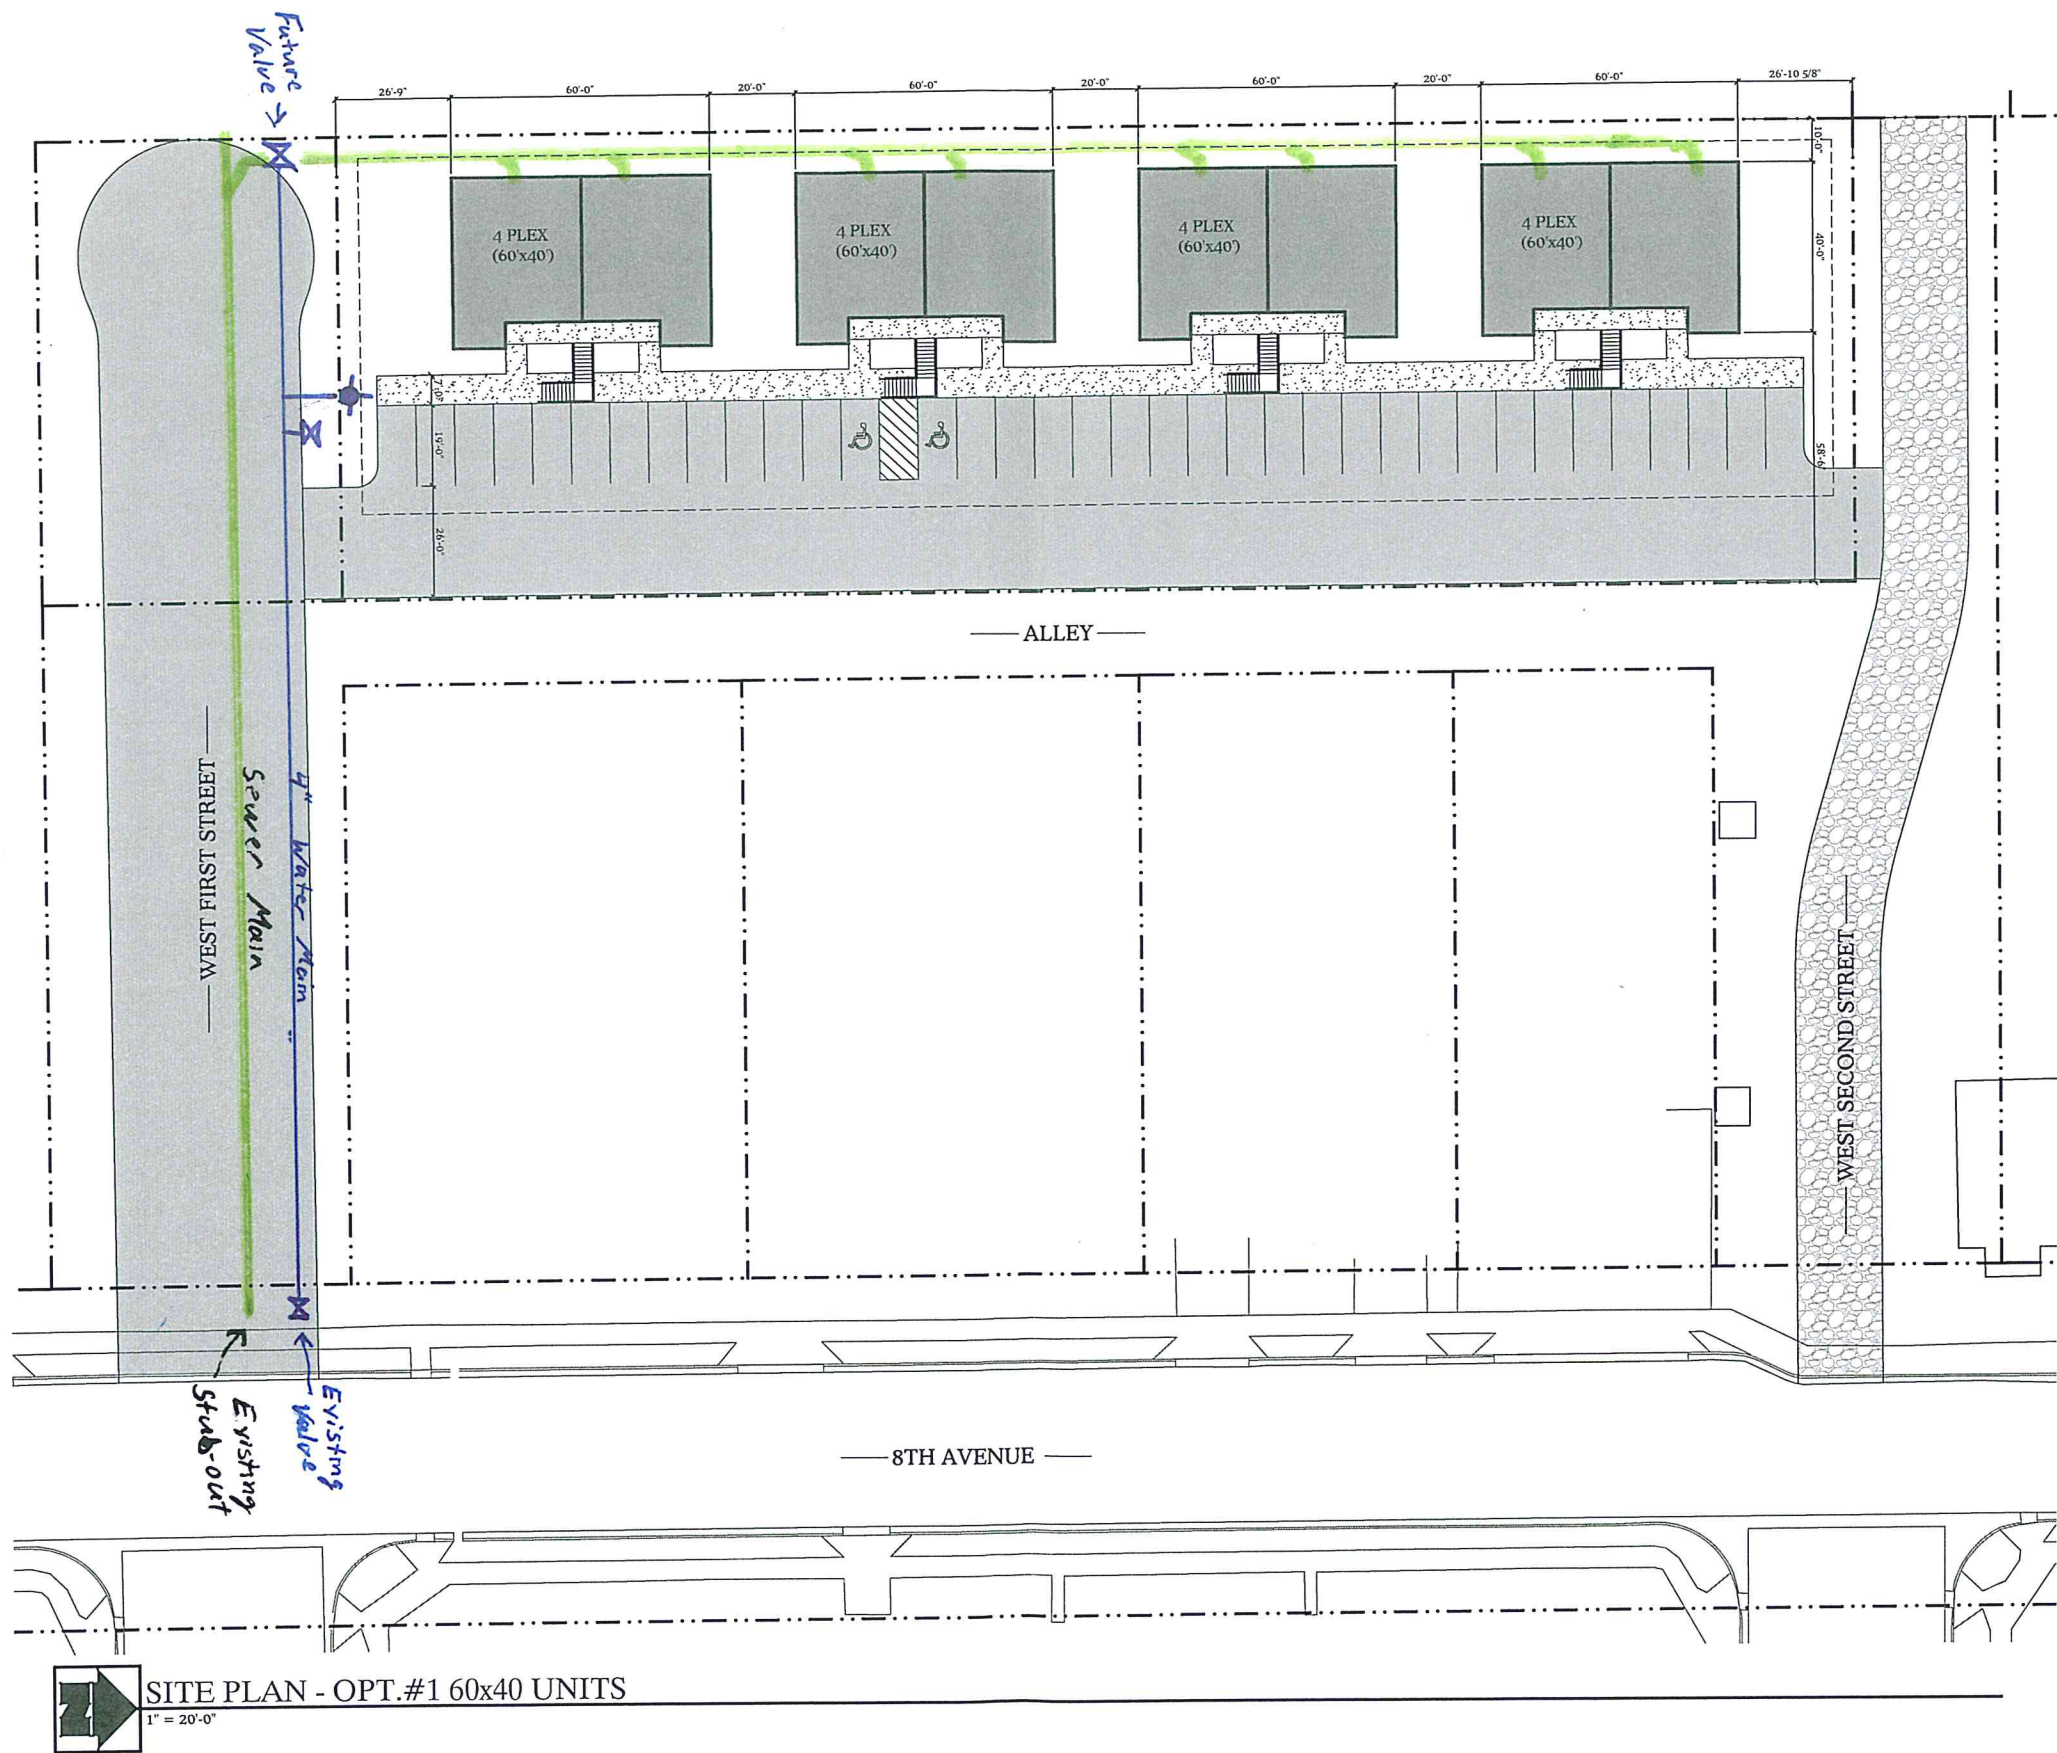 Future
Valve →
26'-9"
60'-0"
20'-0"
60'-0"
20'-0"
60'-0"
20'-0"
60'-0"
26'-10 5/8"
10'-0"
4 PLEX
(60'x40')
4 PLEX
(60'x40')
4 PLEX
(60'x40')
4 PLEX
(60'x40')
40'-0"
7'-0"
19'-0"
58'-6"
26'-0"
ALLEY
WEST FIRST STREET
Sewer Main
4" Water Main
WEST SECOND STREET
Existing
Valve
Existing
Stub-out
8TH AVENUE
N
SITE PLAN - OPT.#1 60x40 UNITS
1" = 20'-0"